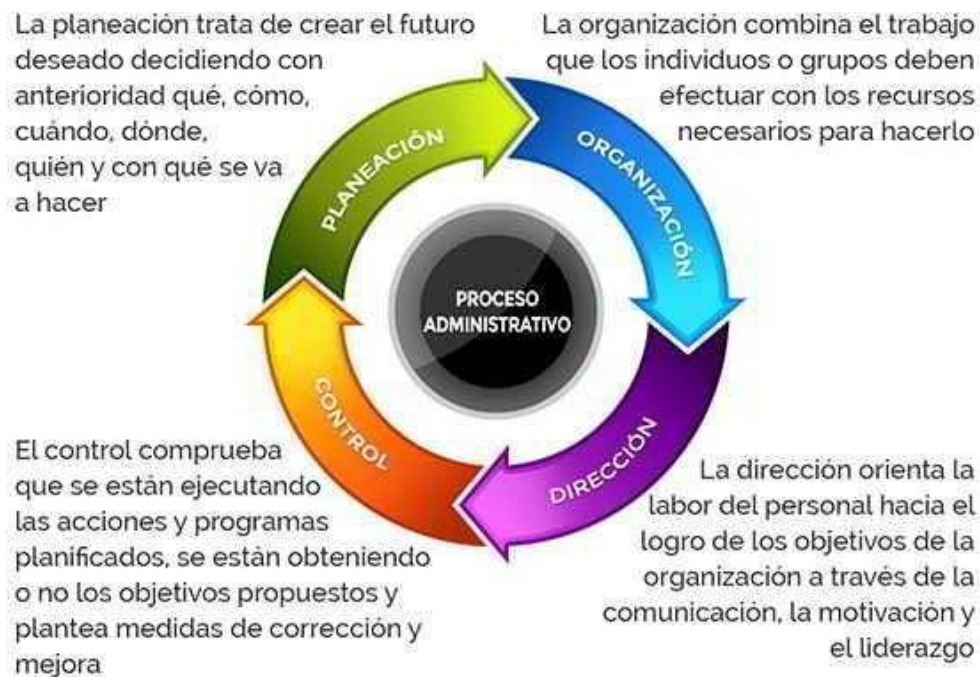 La planeación trata de crear el futuro
deseado decidiendo con
anterioridad qué, cómo,
cuándo, dónde,
quién y con qué se va
a hacer
La organización combina el trabajo
que los individuos o grupos deben
efectuar con los recursos
necesarios para hacerlo
PLANEACIÓN
ORGANIZACIÓN
PROCESO
ADMINISTRATIVO
CONTROL
DIRECCIÓN
El control comprueba
que se están ejecutando
las acciones y programas
planificados, se están obteniendo
o no los objetivos propuestos y
plantea medidas de corrección y
mejora
La dirección orienta la
labor del personal hacia el
logro de los objetivos de la
organización a través de la
comunicación, la motivación y
el liderazgo